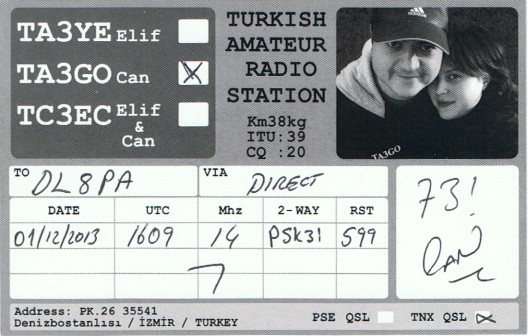 TA3YE Elif
TA3GO Can
TC3EC Elif & Can
TURKISH
AMATEUR
RADIO
STATION
Km38kg
ITU:39
CQ :20
TA3GO
TO DL8PA VIA DIRECT
DATE UTC Mhz 2-WAY RST
01/12/2013 1609 14 PSK31 599
73!
Can
Address: PK.26 35541
Denizbostanlısı / İZMİR / TURKEY
PSE QSL TNX QSL